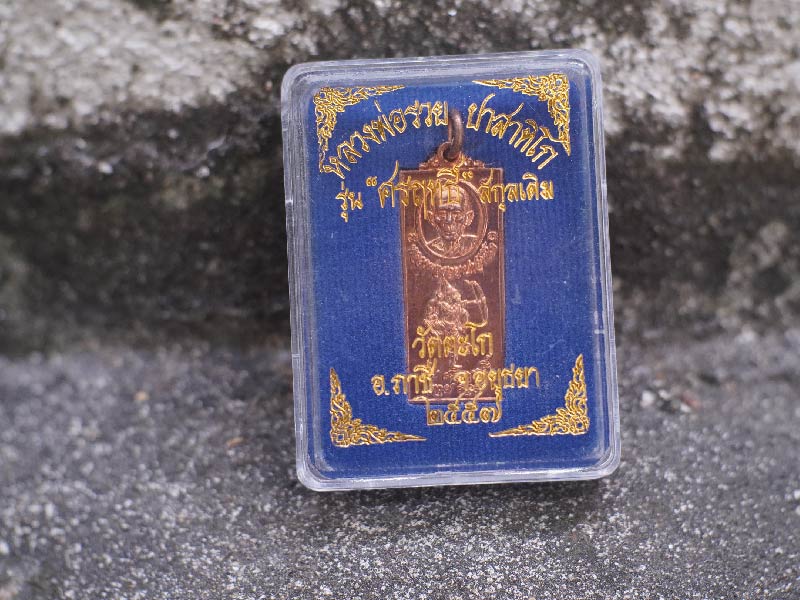 หลวงพ่อรวย ปาสาทิโก
รุ่น "ศรฤทธิ์" สกุลเดิม
วัดตะโก
อ.ภาชี จ.อยุธยา
๒๕๕๗